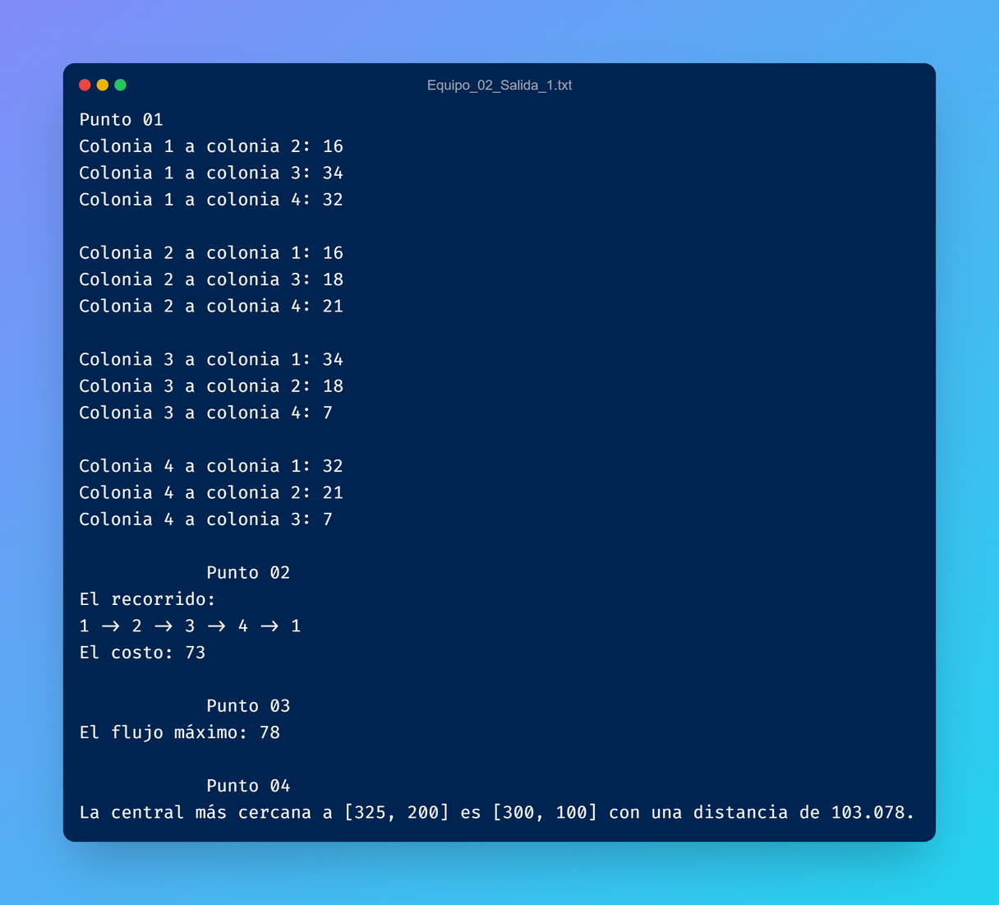 Equipo_02_Salida_1.txt
Punto 01
Colonia 1 a colonia 2: 16
Colonia 1 a colonia 3: 34
Colonia 1 a colonia 4: 32
Colonia 2 a colonia 1: 16
Colonia 2 a colonia 3: 18
Colonia 2 a colonia 4: 21
Colonia 3 a colonia 1: 34
Colonia 3 a colonia 2: 18
Colonia 3 a colonia 4: 7
Colonia 4 a colonia 1: 32
Colonia 4 a colonia 2: 21
Colonia 4 a colonia 3: 7
Punto 02
El recorrido:
1 -> 2 -> 3 -> 4 -> 1
El costo: 73
Punto 03
El flujo máximo: 78
Punto 04
La central más cercana a [325, 200] es [300, 100] con una distancia de 103.078.